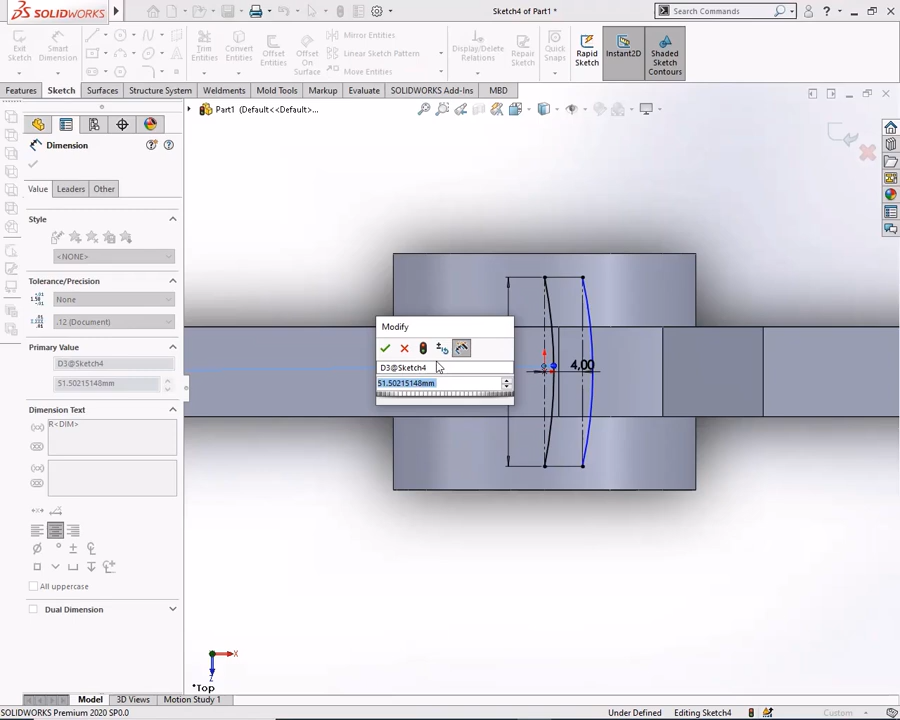 SOLIDWORKS
Sketch4 of Part1 *
Search Commands
Exit Sketch
Smart Dimension
Trim Entities
Convert Entities
Offset Entities
Offset On Surface
Mirror Entities
Linear Sketch Pattern
Move Entities
Display/Delete Relations
Repair Sketch
Quick Snaps
Rapid Sketch
Instant2D
Shaded Sketch Contours
Features
Sketch
Surfaces
Structure System
Weldments
Mold Tools
Markup
Evaluate
SOLIDWORKS Add-Ins
MBD
Part1 (Default<<Default>...
Dimension
Value
Leaders
Other
Style
<NONE>
Tolerance/Precision
None
.12 (Document)
Primary Value
D3@Sketch4
51.50215148mm
Dimension Text
R<DIM>
All uppercase
Dual Dimension
Modify
D3@Sketch4
51.50215148mm
4,00
X
Z
*Top
Model
3D Views
Motion Study 1
SOLIDWORKS Premium 2020 SP0.0
Under Defined
Editing Sketch4
Custom